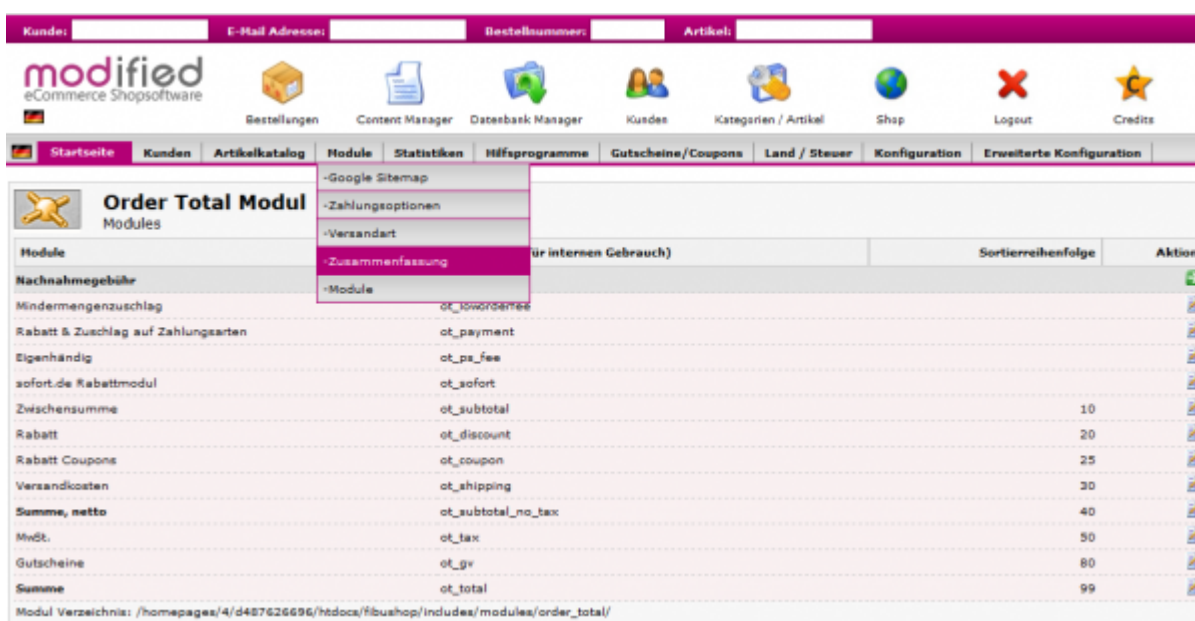 Kunde: E-Mail Adresse: Bestellnummer: Artikel:
modified
eCommerce Shopsoftware
Bestellungen Content Manager Datenbank Manager Kunden Kategorien / Artikel Shop Logout Credits
Startseite Kunden Artikelkatalog Module Statistiken Hilfsprogramme Gutscheine/Coupons Land / Steuer Konfiguration Erweiterte Konfiguration
-Google Sitemap
-Zahlungsoptionen
-Versandart
-Zusammenfassung
-Module
Order Total Modul
Modules
Module für internen Gebrauch) Sortierreihenfolge Aktion
Nachnahmegebühr
Mindermengenzuschlag ot_loworderfee
Rabatt & Zuschlag auf Zahlungsarten ot_payment
Eigenhändig ot_ps_fee
sofort.de Rabattmodul ot_sofort
Zwischensumme ot_subtotal 10
Rabatt ot_discount 20
Rabatt Coupons ot_coupon 25
Versandkosten ot_shipping 30
Summe, netto ot_subtotal_no_tax 40
MwSt. ot_tax 50
Gutscheine ot_gv 80
Summe ot_total 99
Modul Verzeichnis: /homepages/4/d487626696/htdocs/fibushop/includes/modules/order_total/